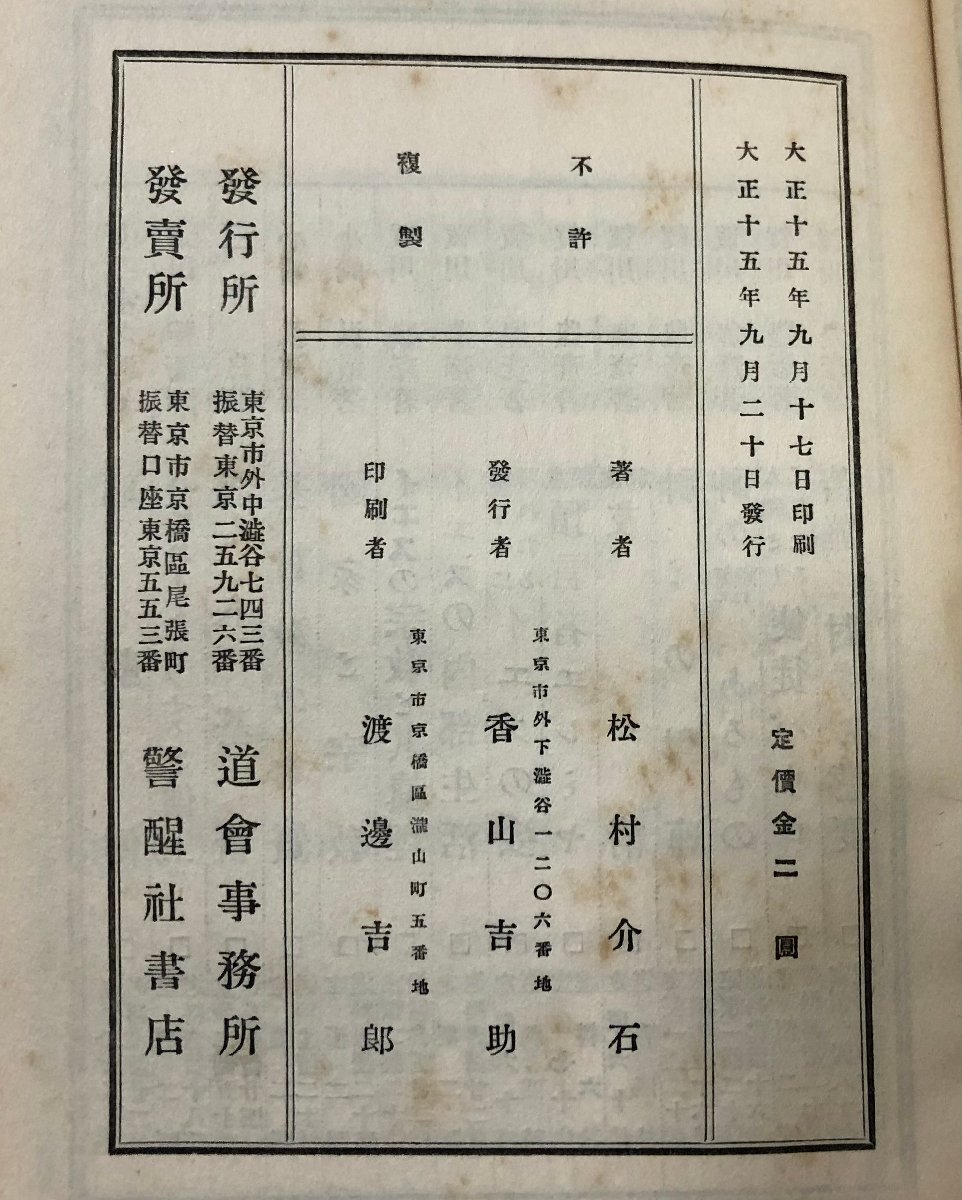 大正十五年九月十七日印刷
大正十五年九月二十日發行
定價金二圓
不許
複製
著者
松村介石
發行者
東京市外下澁谷一二〇六番地
香山吉助
印刷者
東京市京橋區瀧山町五番地
渡邊吉郎
發行所
東京市外中澁谷七四三番
振替東京二五九二六番
道會事務所
發賣所
東京市京橋區尾張町
振替口座東京五五三番
警醒社書店